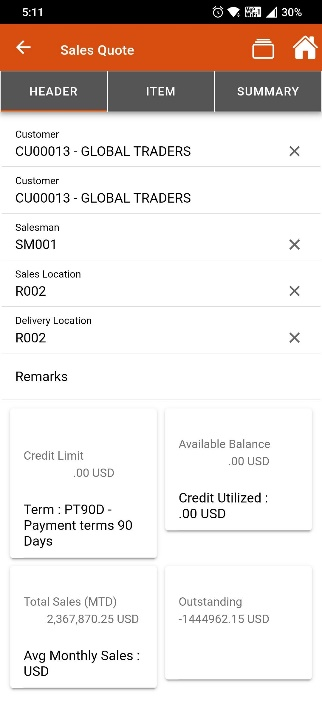 5:11
30%
Sales Quote
HEADER
ITEM
SUMMARY
Customer
CU00013 - GLOBAL TRADERS
Customer
CU00013 - GLOBAL TRADERS
Salesman
SM001
Sales Location
R002
Delivery Location
R002
Remarks
Credit Limit
.00 USD
Term : PT90D -
Payment terms 90
Days
Available Balance
.00 USD
Credit Utilized :
.00 USD
Total Sales (MTD)
2,367,870.25 USD
Avg Monthly Sales :
USD
Outstanding
-1444962.15 USD